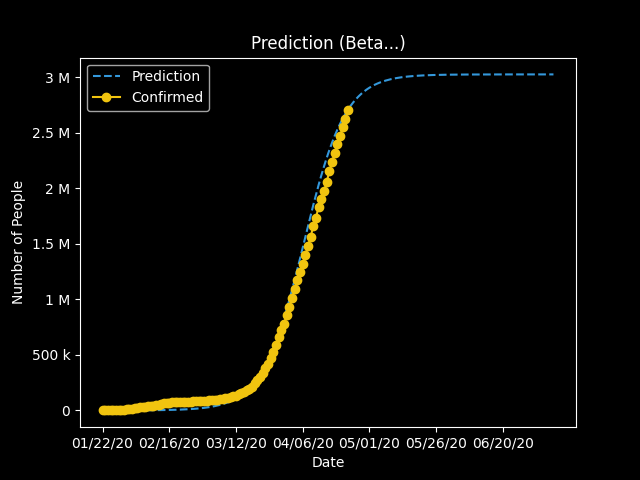 Prediction (Beta...)
Prediction
Confirmed
3 M
2.5 M
2 M
1.5 M
1 M
500 k
0
Number of People
01/22/20 02/16/20 03/12/20 04/06/20 05/01/20 05/26/20 06/20/20
Date